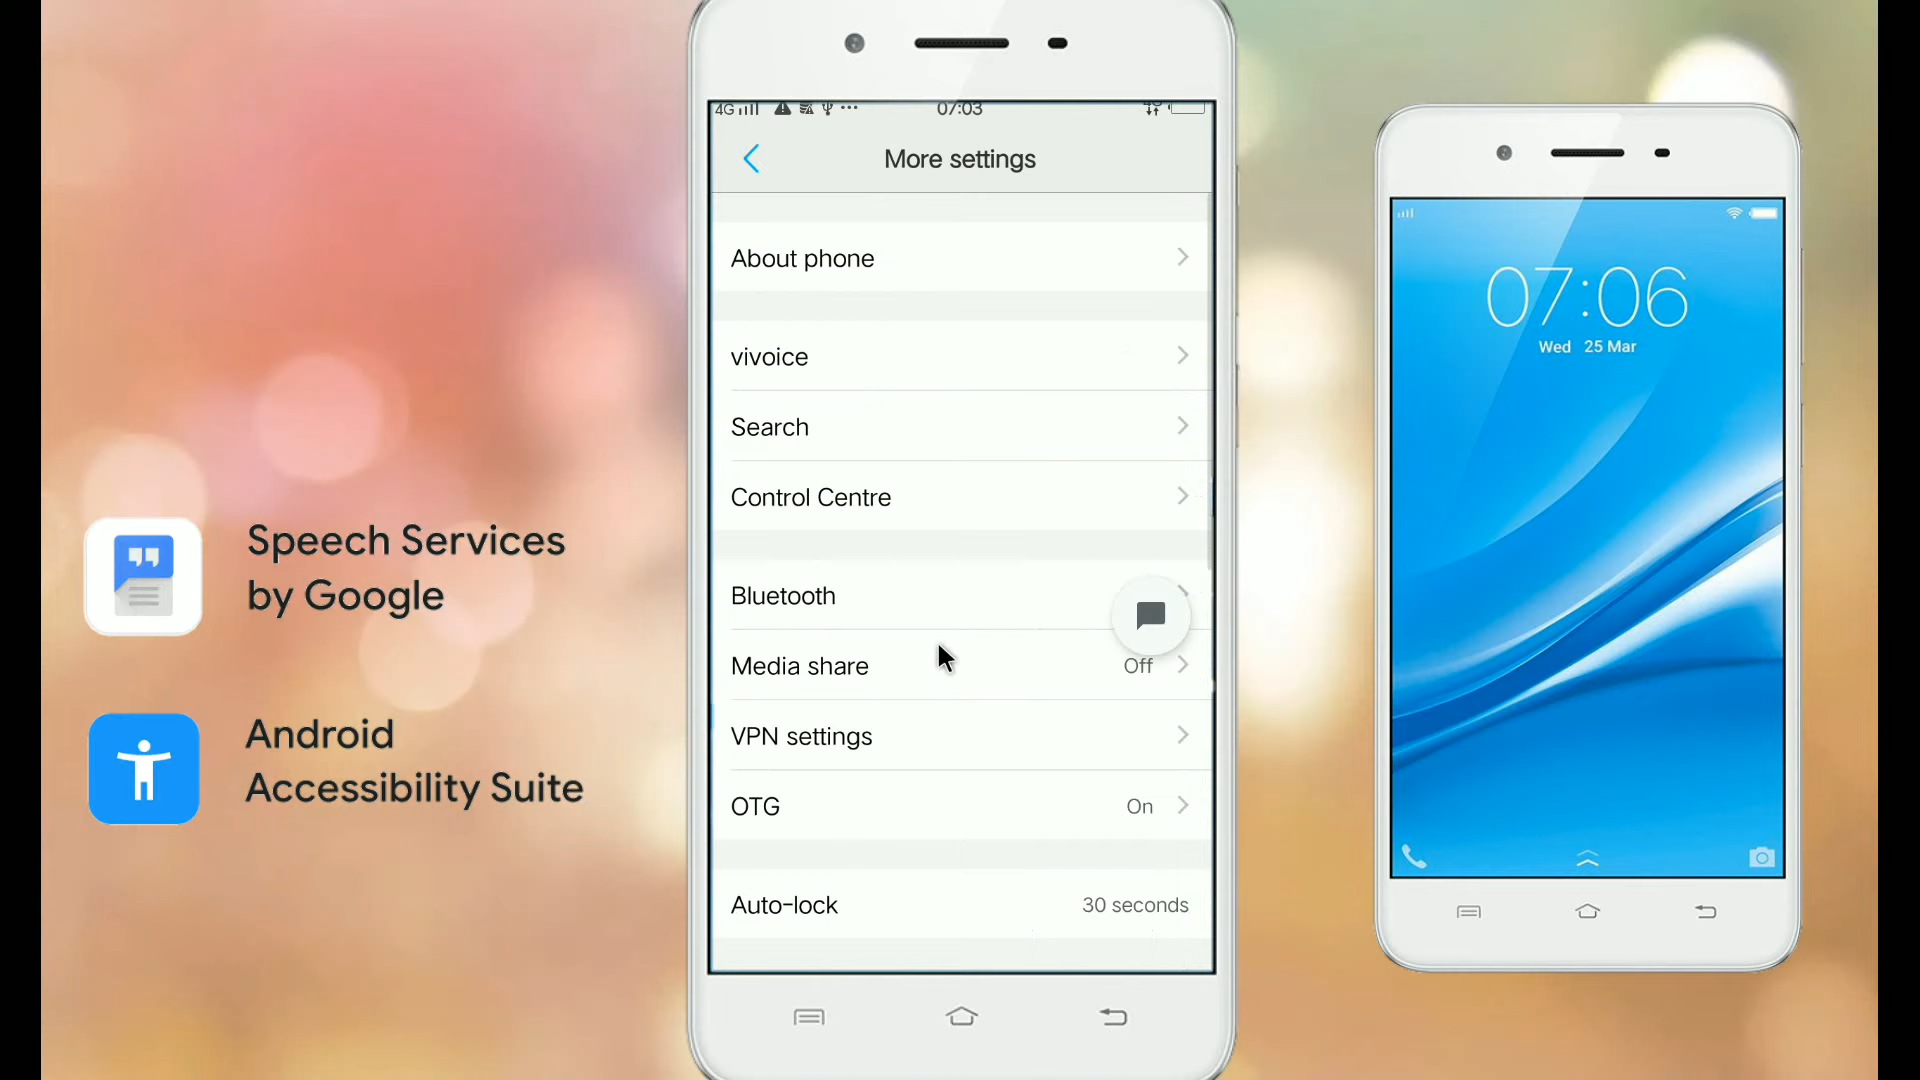 4G
07:03
More settings
About phone
vivoice
Search
Control Centre
Bluetooth
Media share Off
VPN settings
OTG On
Auto-lock 30 seconds
Speech Services
by Google
Android
Accessibility Suite
07:06
Wed 25 Mar